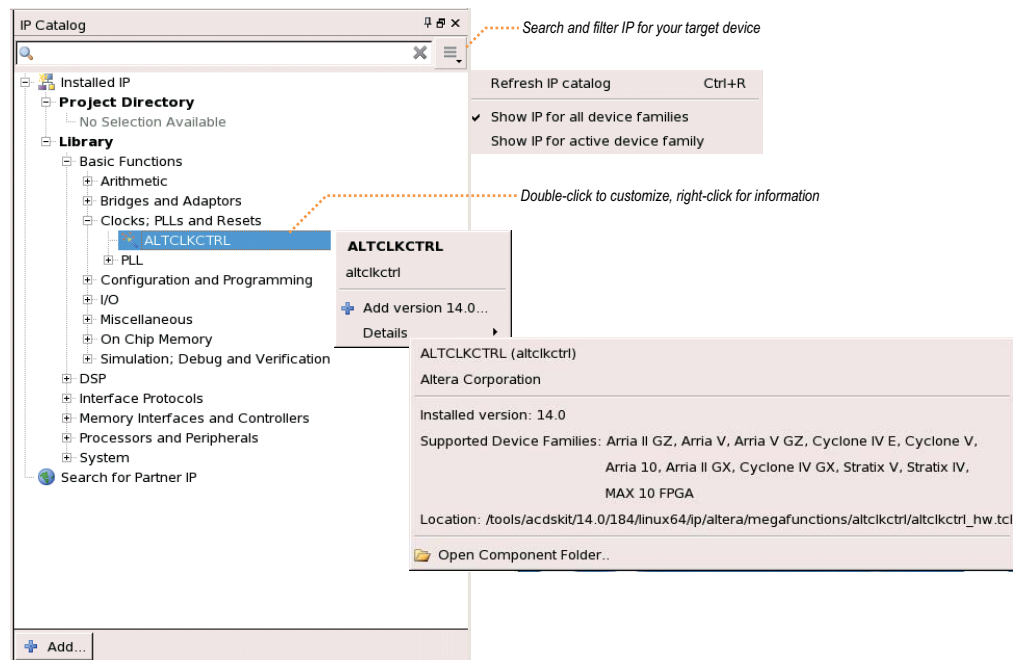 IP Catalog
Search and filter IP for your target device
Installed IP
Project Directory
No Selection Available
Library
Basic Functions
Arithmetic
Bridges and Adaptors
Clocks; PLLs and Resets
ALTCLKCTRL
PLL
Configuration and Programming
I/O
Miscellaneous
On Chip Memory
Simulation; Debug and Verification
DSP
Interface Protocols
Memory Interfaces and Controllers
Processors and Peripherals
System
Search for Partner IP
Add...
Refresh IP catalog Ctrl+R
Show IP for all device families
Show IP for active device family
Double-click to customize, right-click for information
ALTCLKCTRL
altclkctrl
Add version 14.0...
Details
ALTCLKCTRL (altclkctrl)
Altera Corporation
Installed version: 14.0
Supported Device Families: Arria II GZ, Arria V, Arria V GZ, Cyclone IV E, Cyclone V,
Arria 10, Arria II GX, Cyclone IV GX, Stratix V, Stratix IV,
MAX 10 FPGA
Location: /tools/acdskit/14.0/184/linux64/ip/altera/megafunctions/altclkctrl/altclkctrl_hw.tcl
Open Component Folder..